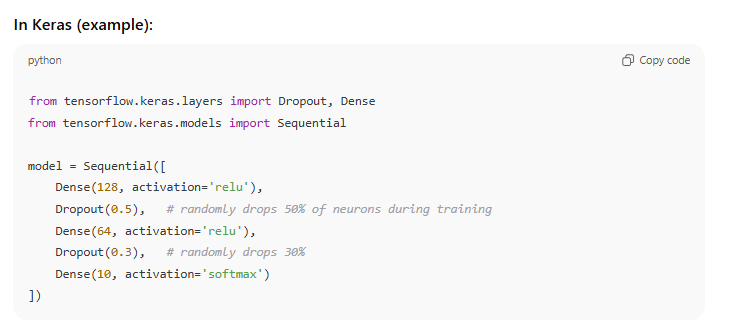 In Keras (example):
python
Copy code
from tensorflow.keras.layers import Dropout, Dense
from tensorflow.keras.models import Sequential
model = Sequential([
    Dense(128, activation='relu'),
    Dropout(0.5),   # randomly drops 50% of neurons during training
    Dense(64, activation='relu'),
    Dropout(0.3),   # randomly drops 30%
    Dense(10, activation='softmax')
])